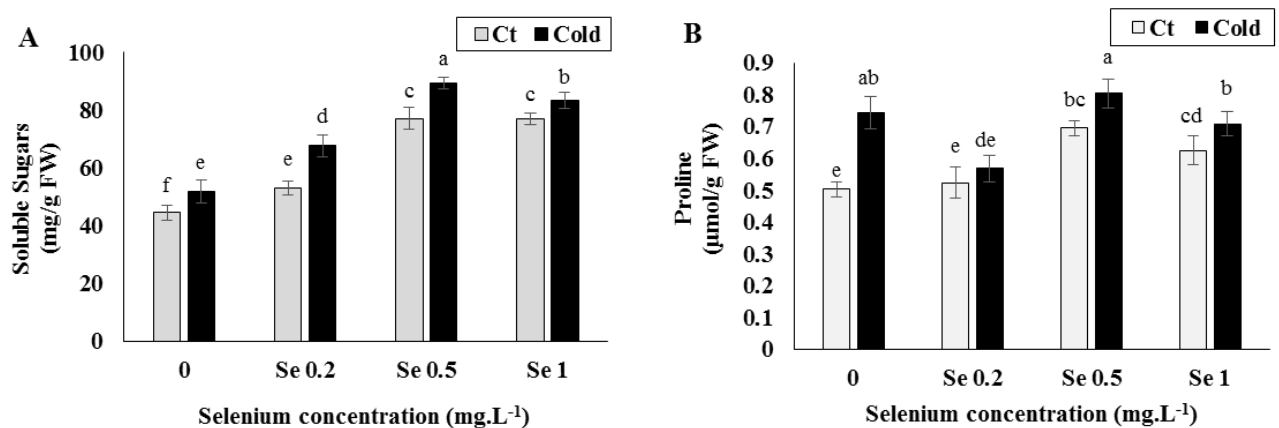 A
Ct Cold
Soluble Sugars
(mg/g FW)
100
80
60
40
20
0
f e e d c a c b
0 Se 0.2 Se 0.5 Se 1
Selenium concentration (mg.L-1)
B
Ct Cold
Proline
(µmol/g FW)
0.9
0.8
0.7
0.6
0.5
0.4
0.3
0.2
0.1
0
e ab e de bc a cd b
0 Se 0.2 Se 0.5 Se 1
Selenium concentration (mg.L-1)